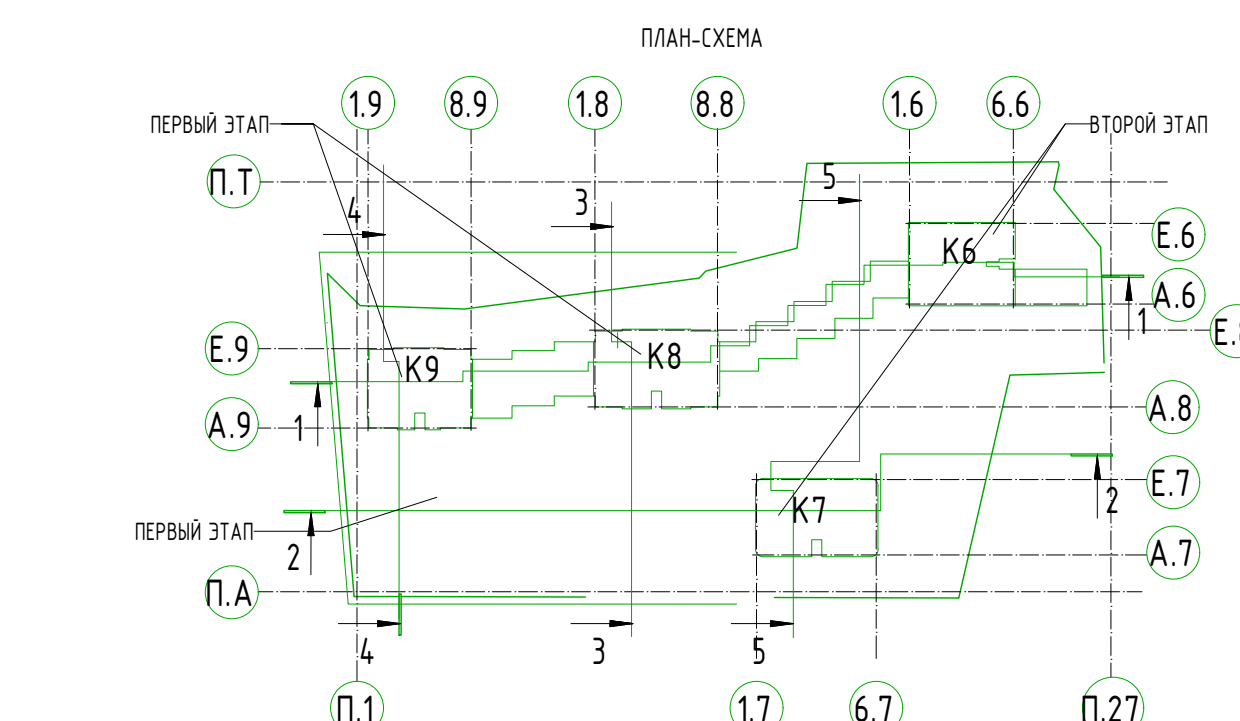 ПЛАН-СХЕМА
1.9 8.9 1.8 8.8 1.6 6.6
ПЕРВЫЙ ЭТАП ВТОРОЙ ЭТАП
П.Т 5
4 3 Е.6
К6
А.6
1
Е.9 К9 К8 Е.8
А.9 1 А.8
Е.7
К7 2
ПЕРВЫЙ ЭТАП
2 А.7
П.А
4 3 5
П.1 1.7 6.7 П.27